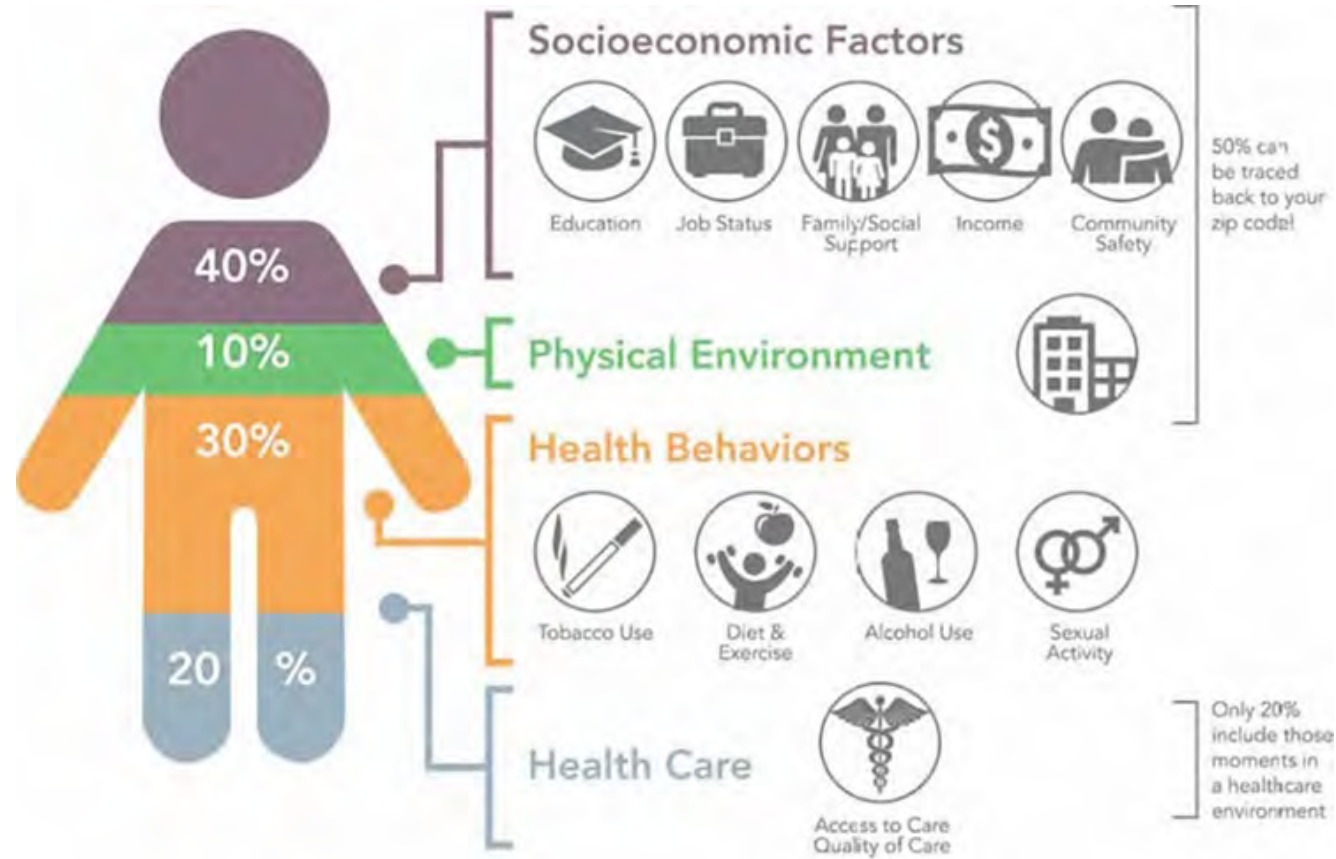 Socioeconomic Factors
Education
Job Status
Family/Social
Support
Income
Community
Safety
50% can
be traced
back to your
zip code!
40%
10%
Physical Environment
30%
Health Behaviors
Tobacco Use
Diet &
Exercise
Alcohol Use
Sexual
Activity
20 %
Health Care
Access to Care
Quality of Care
Only 20%
include those
moments in
a healthcare
environment